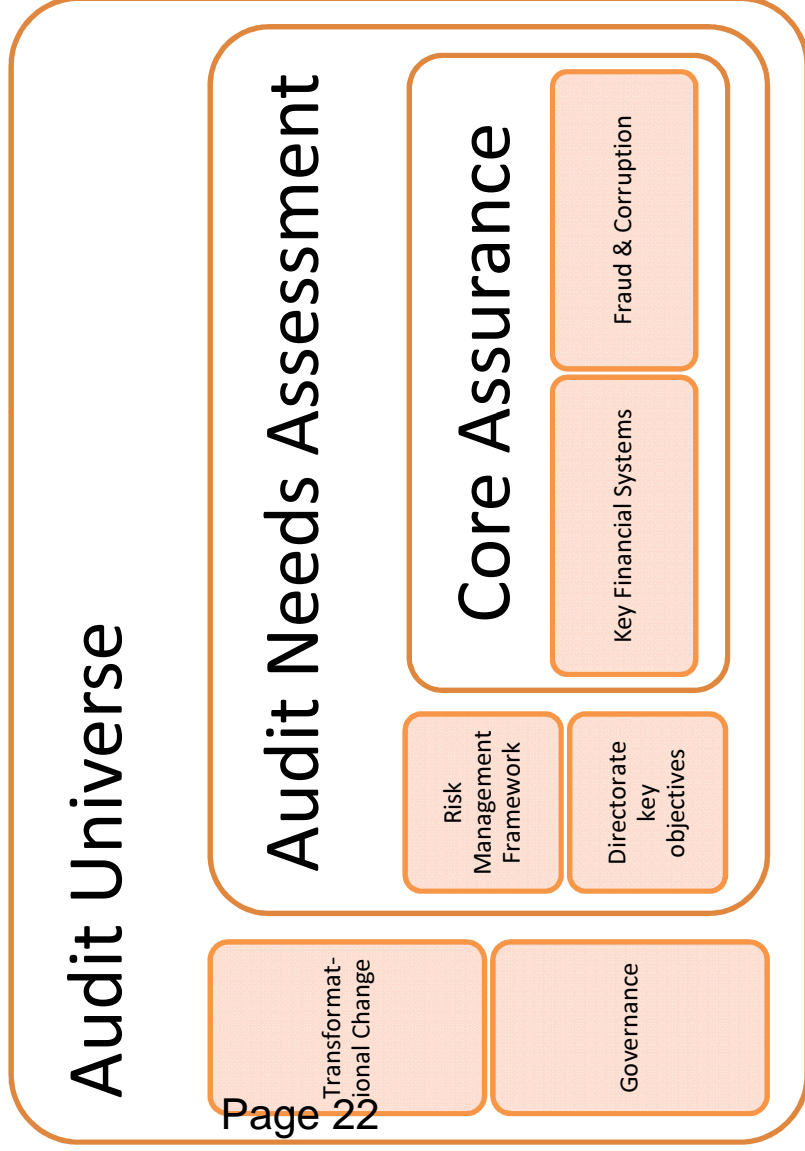 Audit Universe
Audit Needs Assessment
Core Assurance
Transformat-
ional Change
Governance
Risk
Management
Framework
Directorate
key
objectives
Key Financial Systems
Fraud & Corruption
Page 22